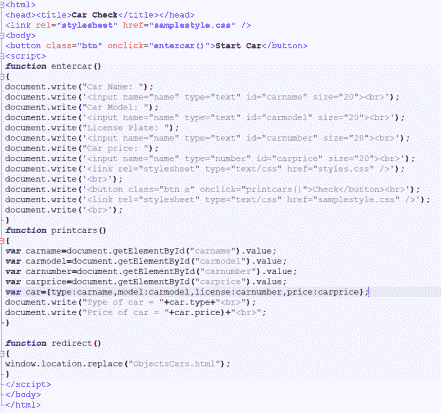 <html>
<head><title>Car Check</title></head>
<link rel="stylesheet" href="samplestyle.css" />
<body>
<button class="btn" onclick="entercar()">Start Car</button>
<script>
function entercar()
{
document.write("Car Name: ");
document.write('<input name="name" type="text" id="carname" size="20"><br>');
document.write("Car Model: ");
document.write('<input name="name" type="text" id="carmodel" size="20"><br>');
document.write("License Plate: ");
document.write('<input name="name" type="text" id="carnumber" size="20"><br>');
document.write("Car price: ");
document.write('<input name="name" type="number" id="carprice" size="20"><br>');
document.write('<link rel="stylesheet" type="text/css" href="styles.css" />');
document.write('<br>');
document.write('<button class="btn a" onclick="printcars()">Check</button><br>');
document.write('<link rel="stylesheet" type="text/css" href="samplestyle.css" />');
document.write('<br>');
}
function printcars()
{
var carname=document.getElementById("carname").value;
var carmodel=document.getElementById("carmodel").value;
var carnumber=document.getElementById("carnumber").value;
var carprice=document.getElementById("carprice").value;
var car={type:carname,model:carmodel,license:carnumber,price:carprice};
document.write("Type of car = "+car.type+"<br>");
document.write("Price of car = "+car.price)+"<br>";
}
function redirect()
{
window.location.replace("ObjectsCars.html");
}
</script>
</body>
</html>